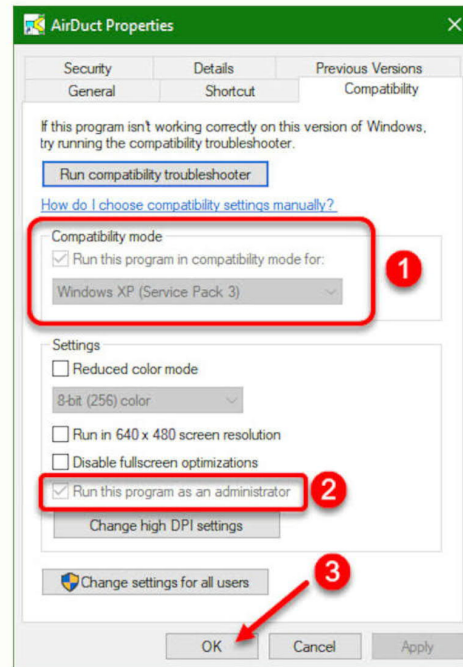 AirDuct Properties
Security Details Previous Versions
General Shortcut Compatibility
If this program isn't working correctly on this version of Windows,
try running the compatibility troubleshooter.
Run compatibility troubleshooter
How do I choose compatibility settings manually?
Compatibility mode
Run this program in compatibility mode for:
1
Windows XP (Service Pack 3)
Settings
Reduced color mode
8-bit (256) color
Run in 640 x 480 screen resolution
Disable fullscreen optimizations
Run this program as an administrator
2
Change high DPI settings
3
Change settings for all users
OK Cancel Apply